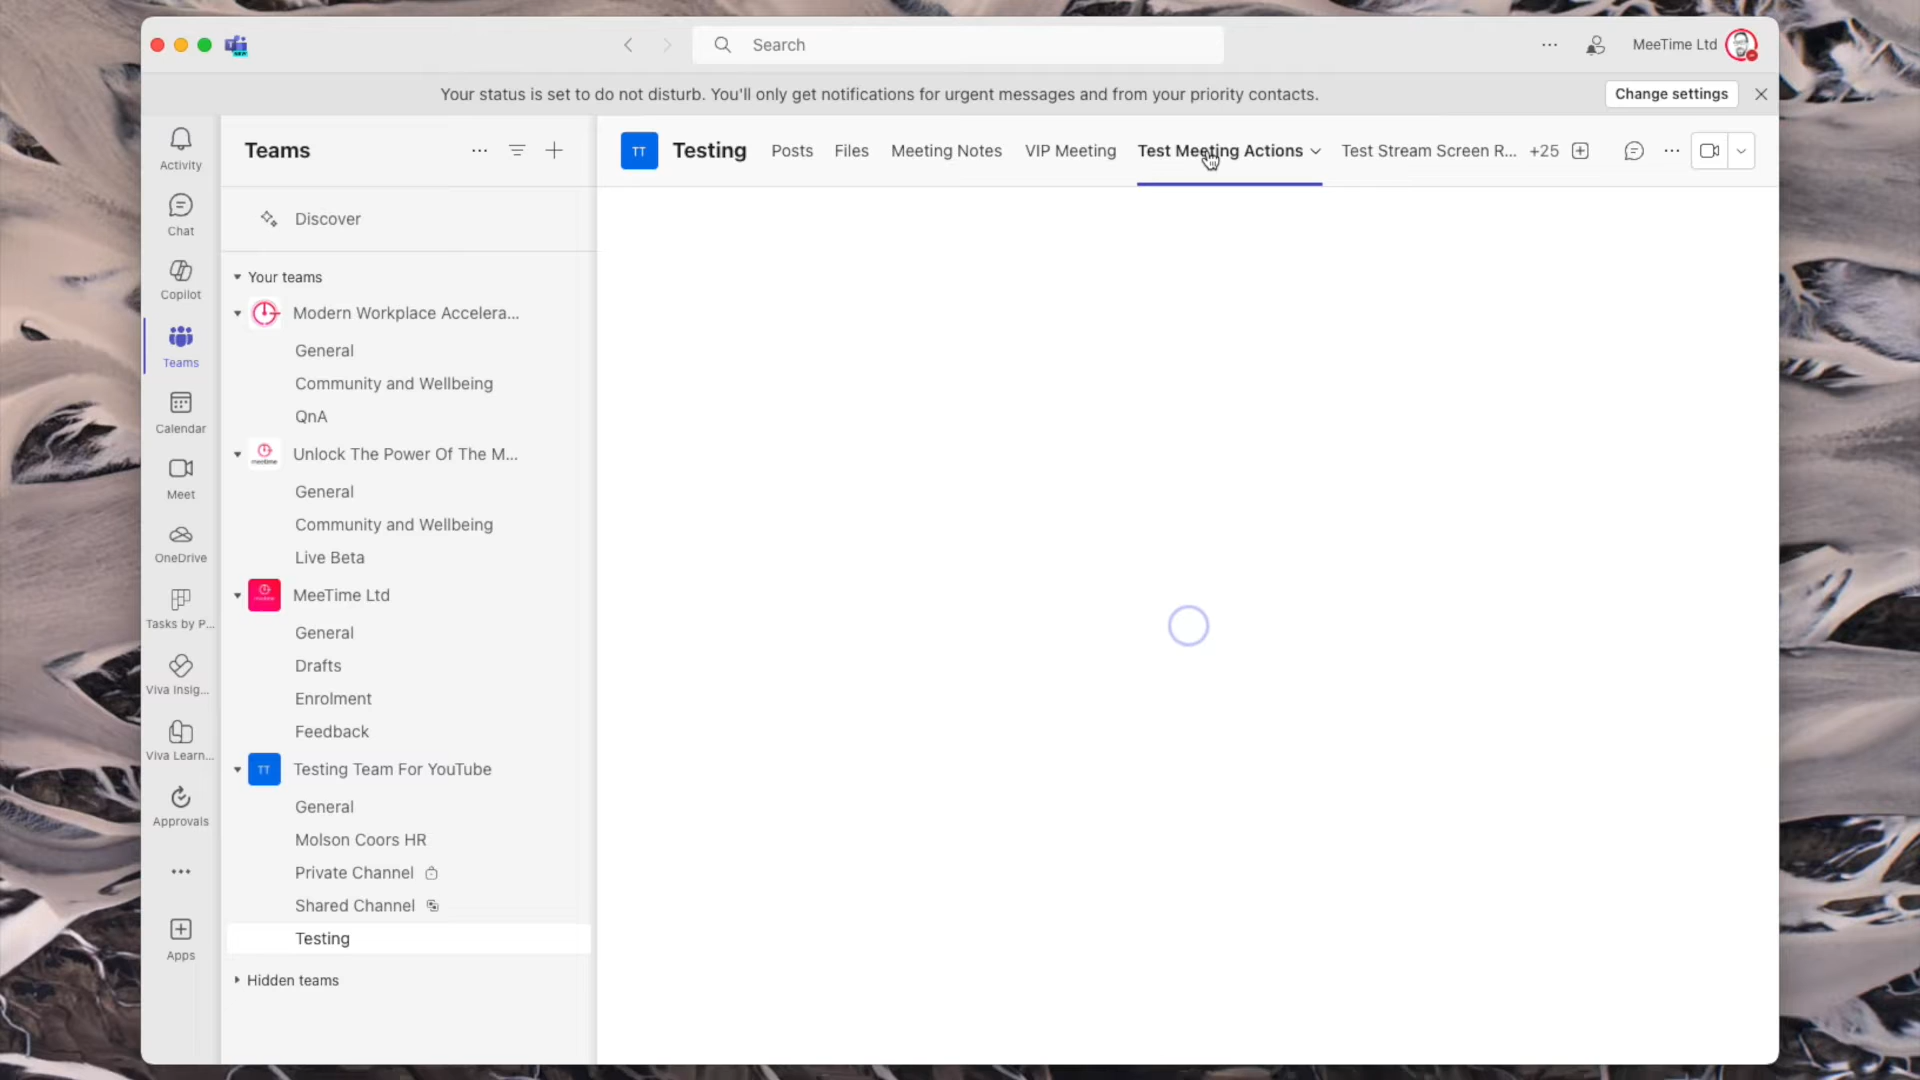 Search
MeeTime Ltd
Your status is set to do not disturb. You'll only get notifications for urgent messages and from your priority contacts.
Change settings
Activity
Chat
Copilot
Teams
Calendar
Meet
OneDrive
Tasks by P...
Viva Insig...
Viva Learn...
Approvals
Apps
Teams
Discover
Your teams
Modern Workplace Accelera...
General
Community and Wellbeing
QnA
Unlock The Power Of The M...
General
Community and Wellbeing
Live Beta
MeeTime Ltd
General
Drafts
Enrolment
Feedback
TT Testing Team For YouTube
General
Molson Coors HR
Private Channel
Shared Channel
Testing
Hidden teams
TT Testing Posts Files Meeting Notes VIP Meeting Test Meeting Actions Test Stream Screen R... +25